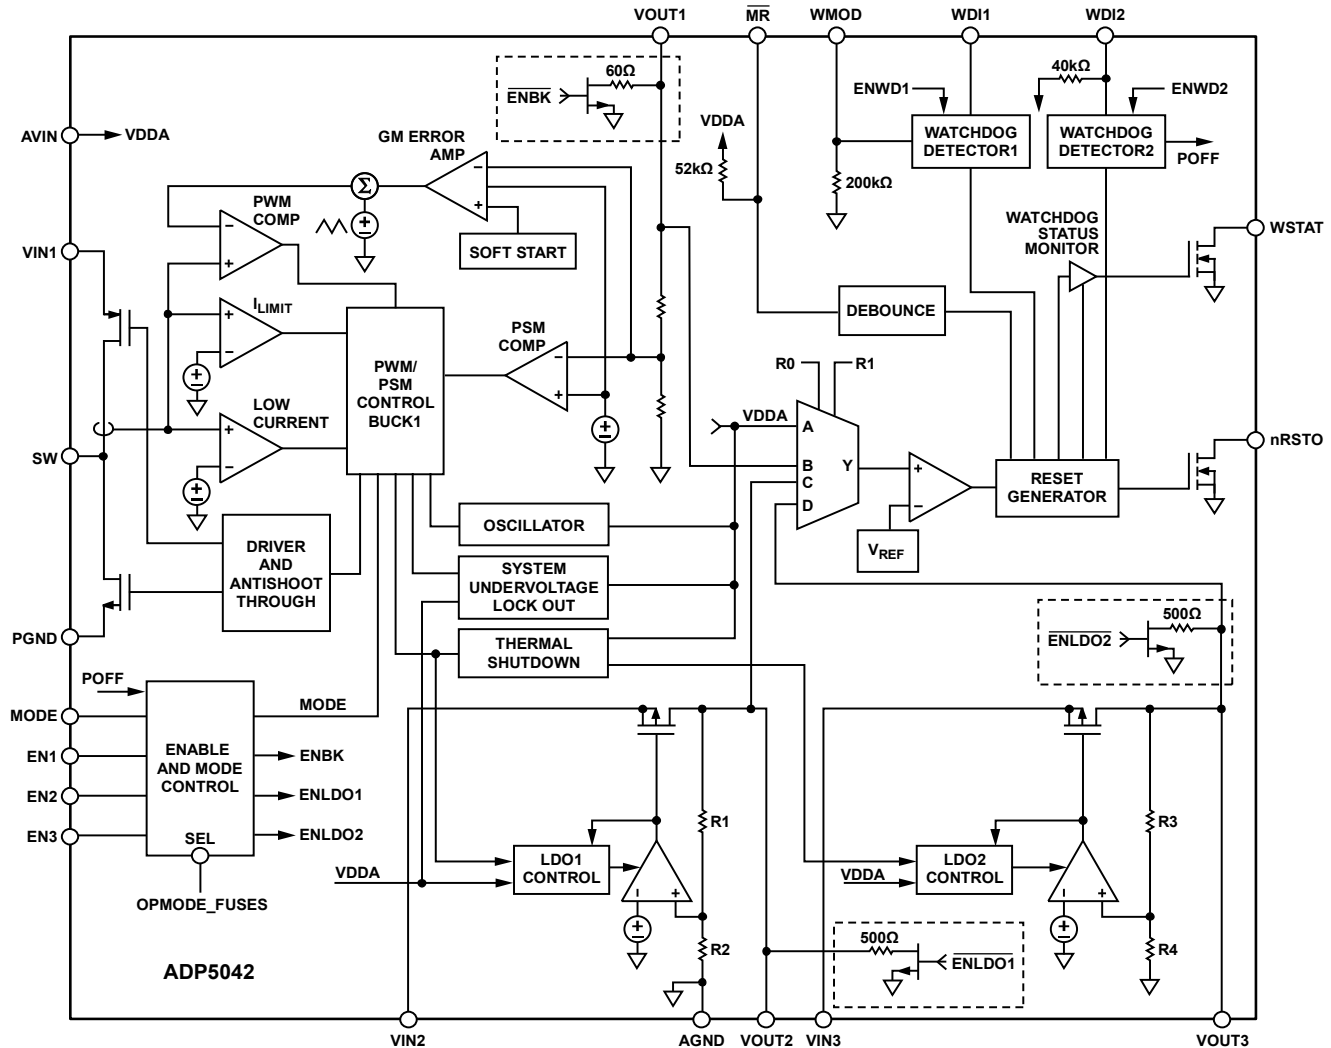 VOUT1
MR
WMOD
WDI1
WDI2
60Ω
ENBK
40kΩ
ENWD1
ENWD2
AVIN
VDDA
GM ERROR
AMP
VDDA
WATCHDOG
DETECTOR1
WATCHDOG
DETECTOR2
POFF
52kΩ
200kΩ
Σ
PWM
COMP
SOFT START
WATCHDOG
STATUS
MONITOR
WSTAT
VIN1
ILIMIT
DEBOUNCE
PSM
COMP
PWM/
PSM
CONTROL
BUCK1
R0
R1
LOW
CURRENT
VDDA
A
B
C
D
Y
nRSTO
SW
RESET
GENERATOR
OSCILLATOR
VREF
DRIVER
AND
ANTISHOOT
THROUGH
SYSTEM
UNDERVOLTAGE
LOCK OUT
PGND
THERMAL
SHUTDOWN
500Ω
ENLDO2
POFF
MODE
MODE
EN1
EN2
EN3
ENABLE
AND MODE
CONTROL
SEL
ENBK
ENLDO1
ENLDO2
OPMODE_FUSES
VDDA
LDO1
CONTROL
R1
R2
VDDA
LDO2
CONTROL
R3
R4
500Ω
ENLDO1
ADP5042
VIN2
AGND
VOUT2
VIN3
VOUT3